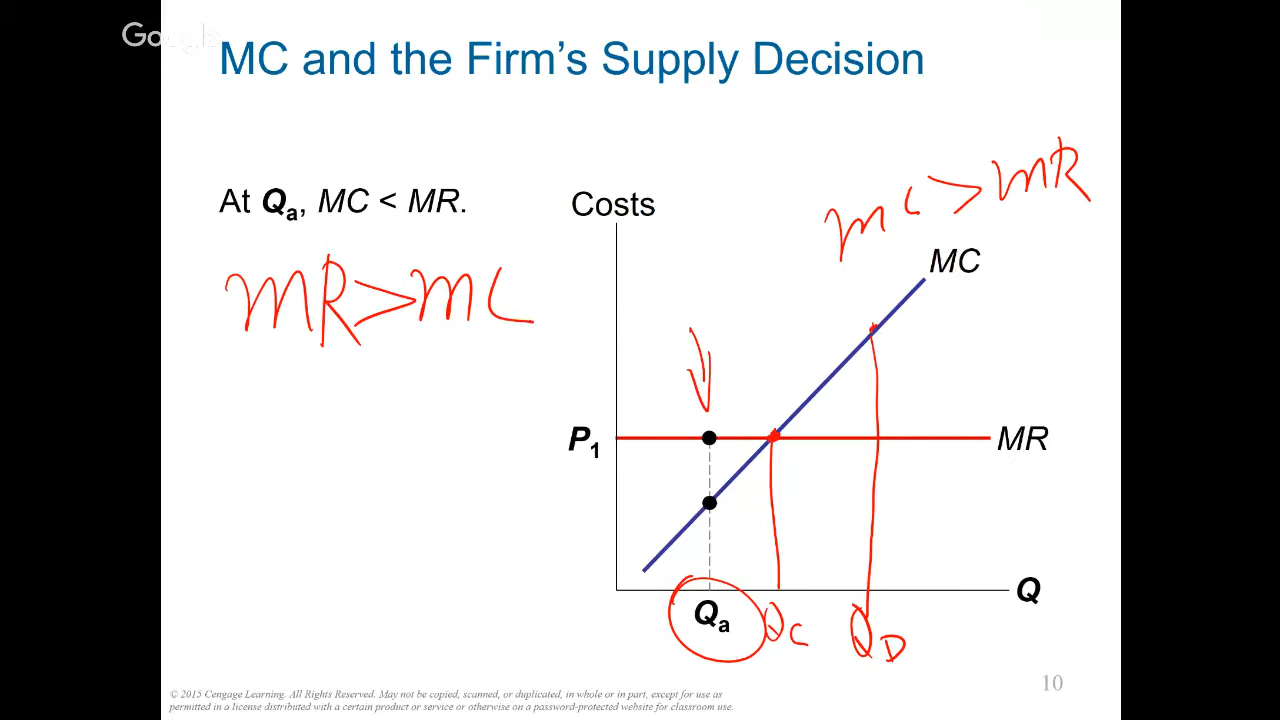 Google
MC and the Firm's Supply Decision
At Qa, MC < MR.
MR > MC
Costs
MC > MR
MC
P1
MR
Q
Qa
QC
QD
10
© 2015 Cengage Learning. All Rights Reserved. May not be copied, scanned, or duplicated, in whole or in part, except for use as
permitted in a license distributed with a certain product or service or otherwise on a password-protected website for classroom use.